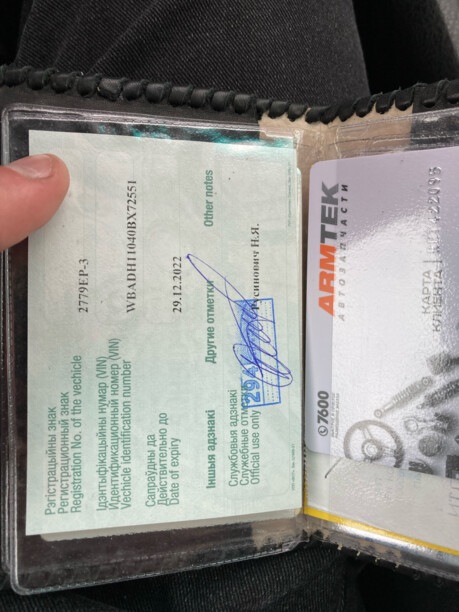 Рэгістрацыйны знак
Регистрационный знак
Registration No. of the vechicle
2779EP-3
Ідэнтыфікацыйны нумар (VIN)
Идентификационный номер (VIN)
Vechicle identification number
WBADH11040BX72551
Сапраўдны да
Действительно до
Date of expiry
29.12.2022
Іншыя адзнакі
Другие отметки
Other notes
Службовыя адзнакі
Служебные
Official use only
29
Н.Я.
ARMTEK
АВТОЗАПЧАСТИ
КАРТА
КЛИЕНТА
7600